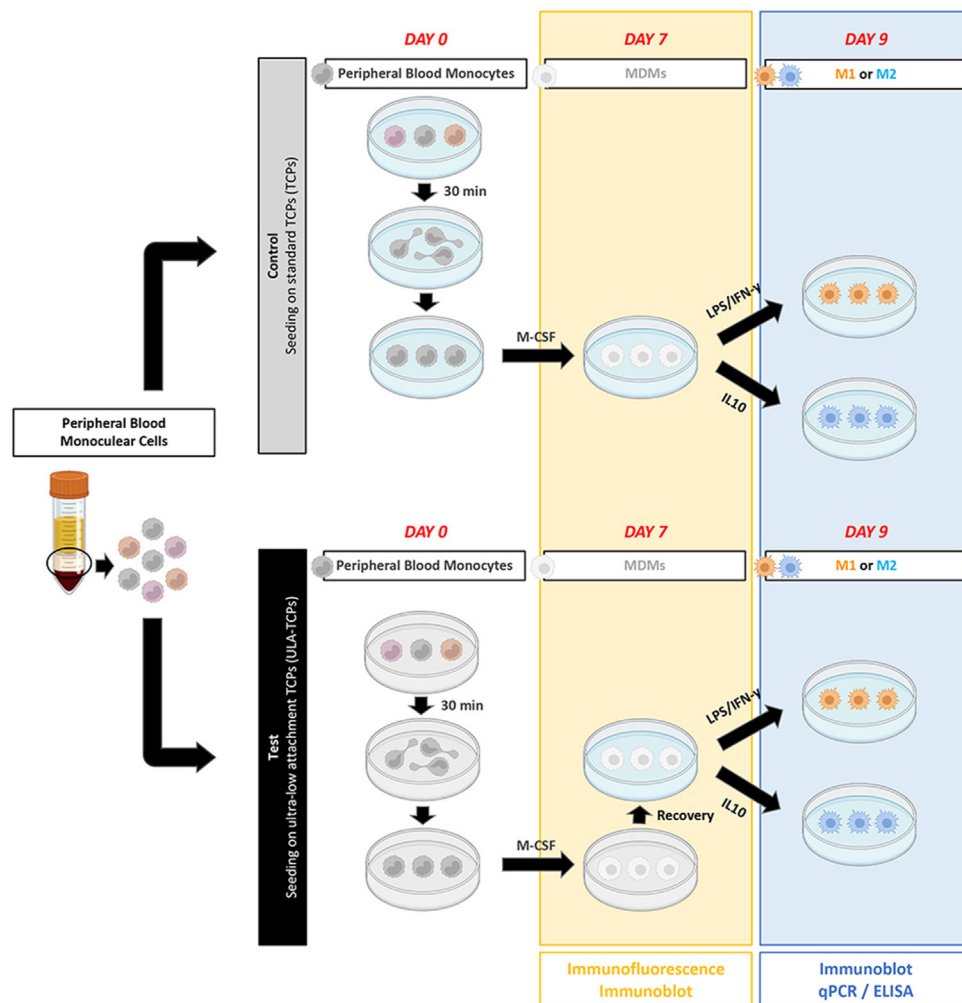 DAY 0
DAY 7
DAY 9
Peripheral Blood Monocytes
MDMs
M1 or M2
Control
Seeding on standard TCPs (TCPs)
30 min
M-CSF
LPS/IFN-γ
IL10
Peripheral Blood
Monoculear Cells
DAY 0
DAY 7
DAY 9
Peripheral Blood Monocytes
MDMs
M1 or M2
Test
Seeding on ultra-low attachment TCPs (ULA-TCPs)
30 min
M-CSF
Recovery
LPS/IFN-γ
IL10
Immunofluorescence
Immunoblot
Immunoblot
qPCR / ELISA